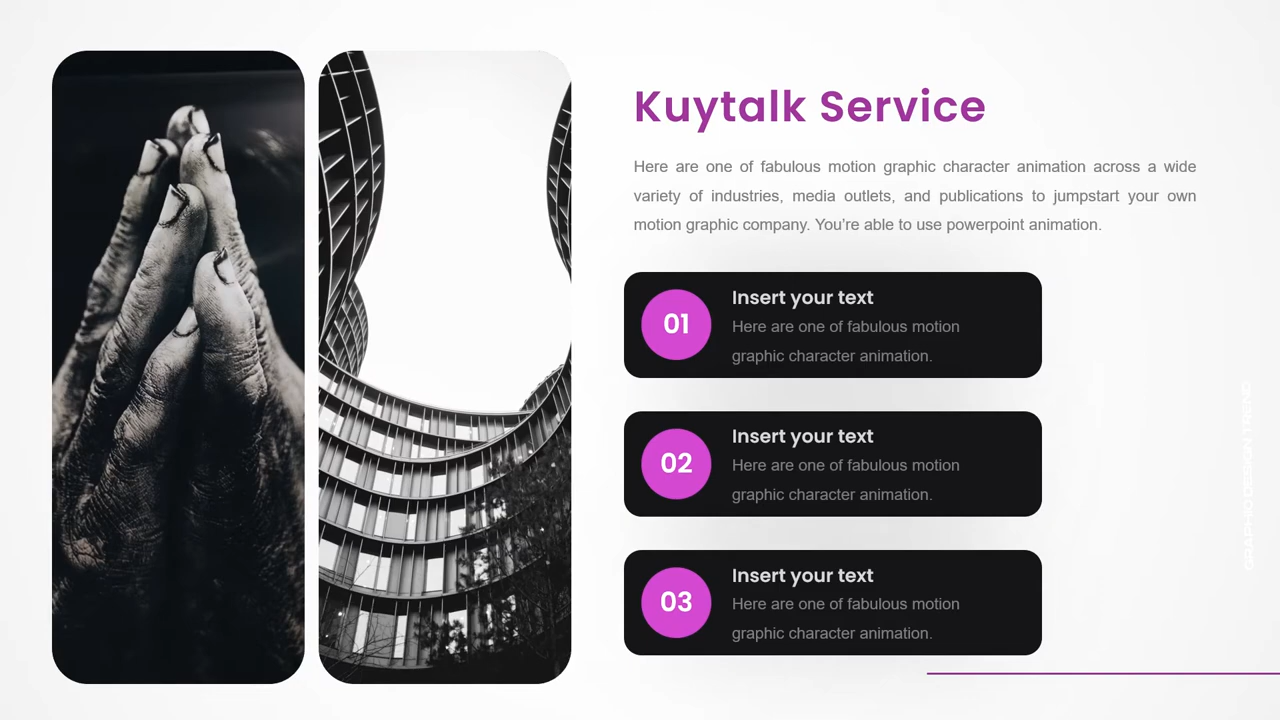 Kuytalk Service
Here are one of fabulous motion graphic character animation across a wide
variety of industries, media outlets, and publications to jumpstart your own
motion graphic company. You’re able to use powerpoint animation.
01
Insert your text
Here are one of fabulous motion
graphic character animation.
02
Insert your text
Here are one of fabulous motion
graphic character animation.
03
Insert your text
Here are one of fabulous motion
graphic character animation.
GRAPHIC DESIGN TREND